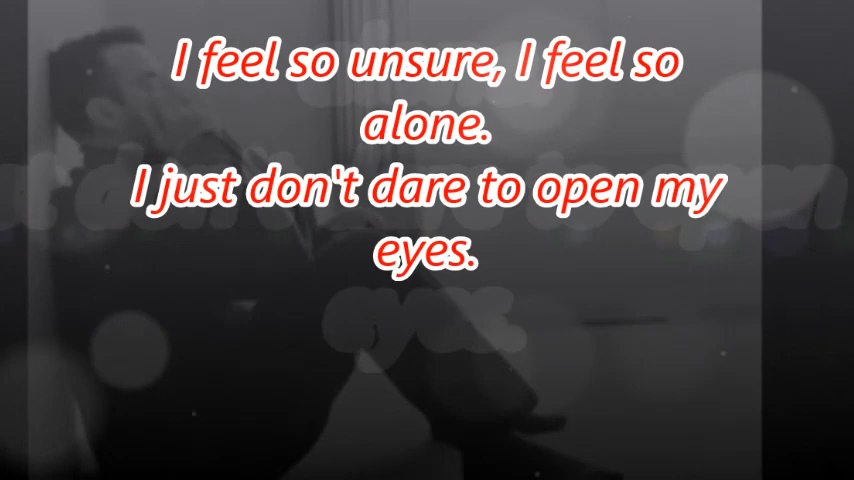 I feel so unsure, I feel so
alone.
I just don't dare to open my
eyes.